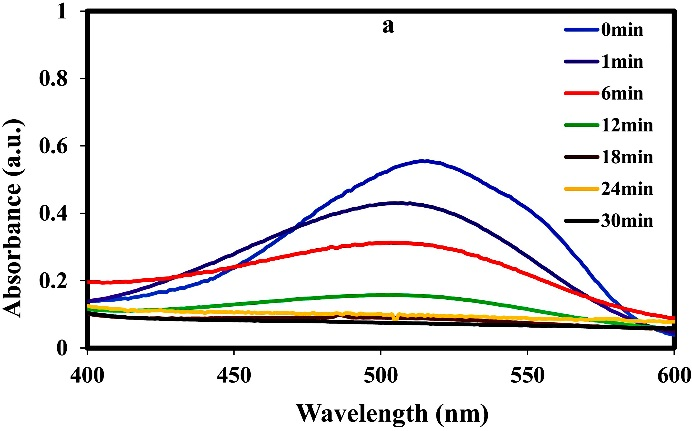 a
1
0.8
0.6
0.4
0.2
0
400
450
500
550
600
Absorbance (a.u.)
Wavelength (nm)
0min
1min
6min
12min
18min
24min
30min